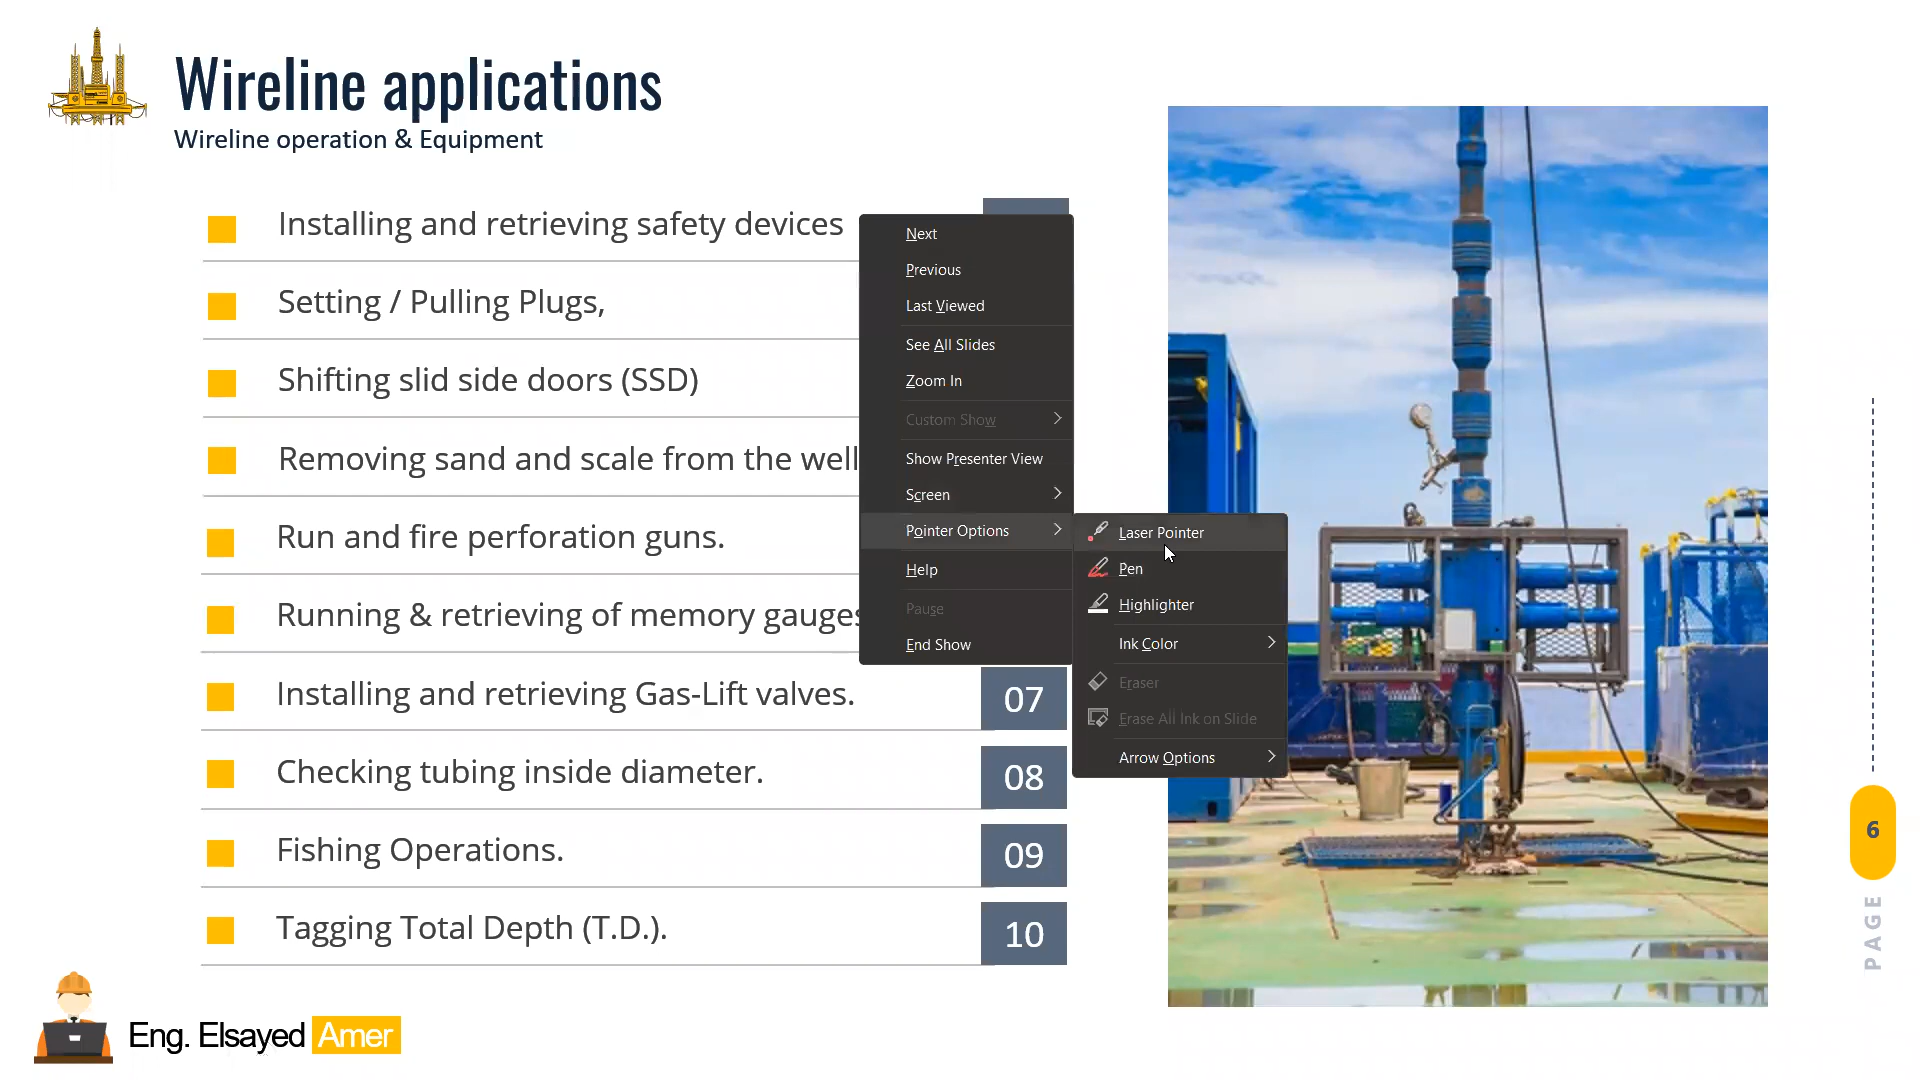 Wireline applications
Wireline operation & Equipment
Installing and retrieving safety devices
Setting / Pulling Plugs,
Shifting slid side doors (SSD)
Removing sand and scale from the well
Run and fire perforation guns.
Running & retrieving of memory gauges
Installing and retrieving Gas-Lift valves.
07
Checking tubing inside diameter.
08
Fishing Operations.
09
Tagging Total Depth (T.D.).
10
Next
Previous
Last Viewed
See All Slides
Zoom In
Custom Show
Show Presenter View
Screen
Pointer Options
Help
Pause
End Show
Laser Pointer
Pen
Highlighter
Ink Color
Eraser
Erase All Ink on Slide
Arrow Options
6
PAGE
Eng. Elsayed Amer